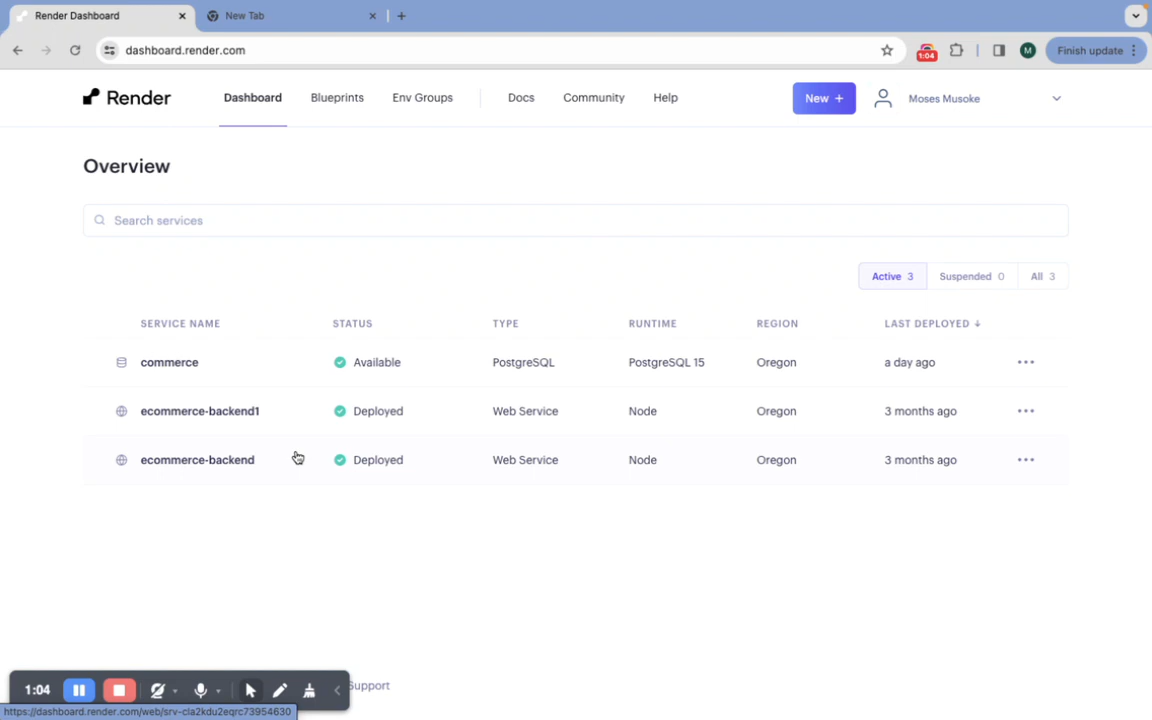 Render Dashboard
New Tab
dashboard.render.com
1:04
M
Finish update
Render
Dashboard
Blueprints
Env Groups
Docs
Community
Help
New +
Moses Musoke
Overview
Search services
Active 3
Suspended 0
All 3
SERVICE NAME STATUS TYPE RUNTIME REGION LAST DEPLOYED ↓
commerce Available PostgreSQL PostgreSQL 15 Oregon a day ago
ecommerce-backend1 Deployed Web Service Node Oregon 3 months ago
ecommerce-backend Deployed Web Service Node Oregon 3 months ago
1:04
Support
https://dashboard.render.com/web/srv-cla2kdu2eqrc73954630